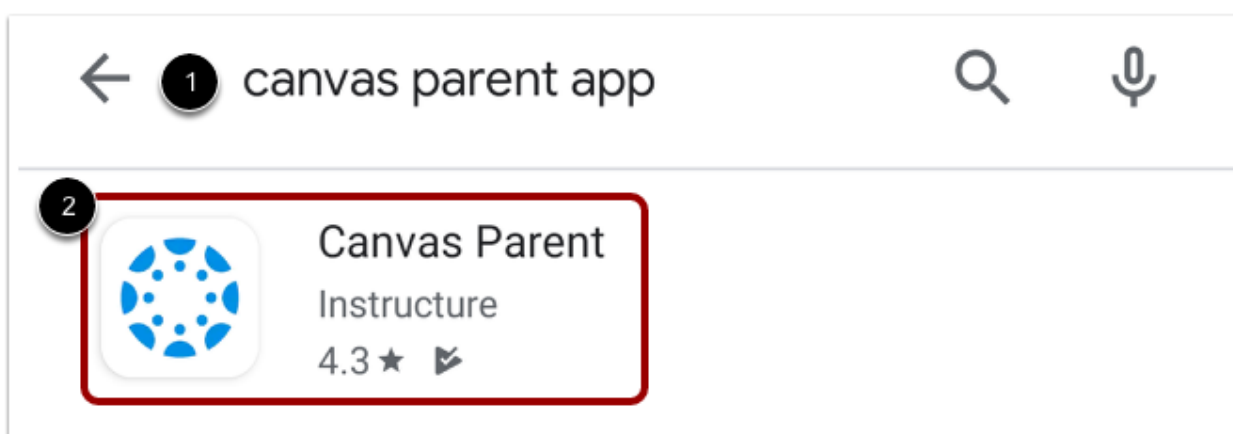 1 canvas parent app
2
Canvas Parent
Instructure
4.3 ★